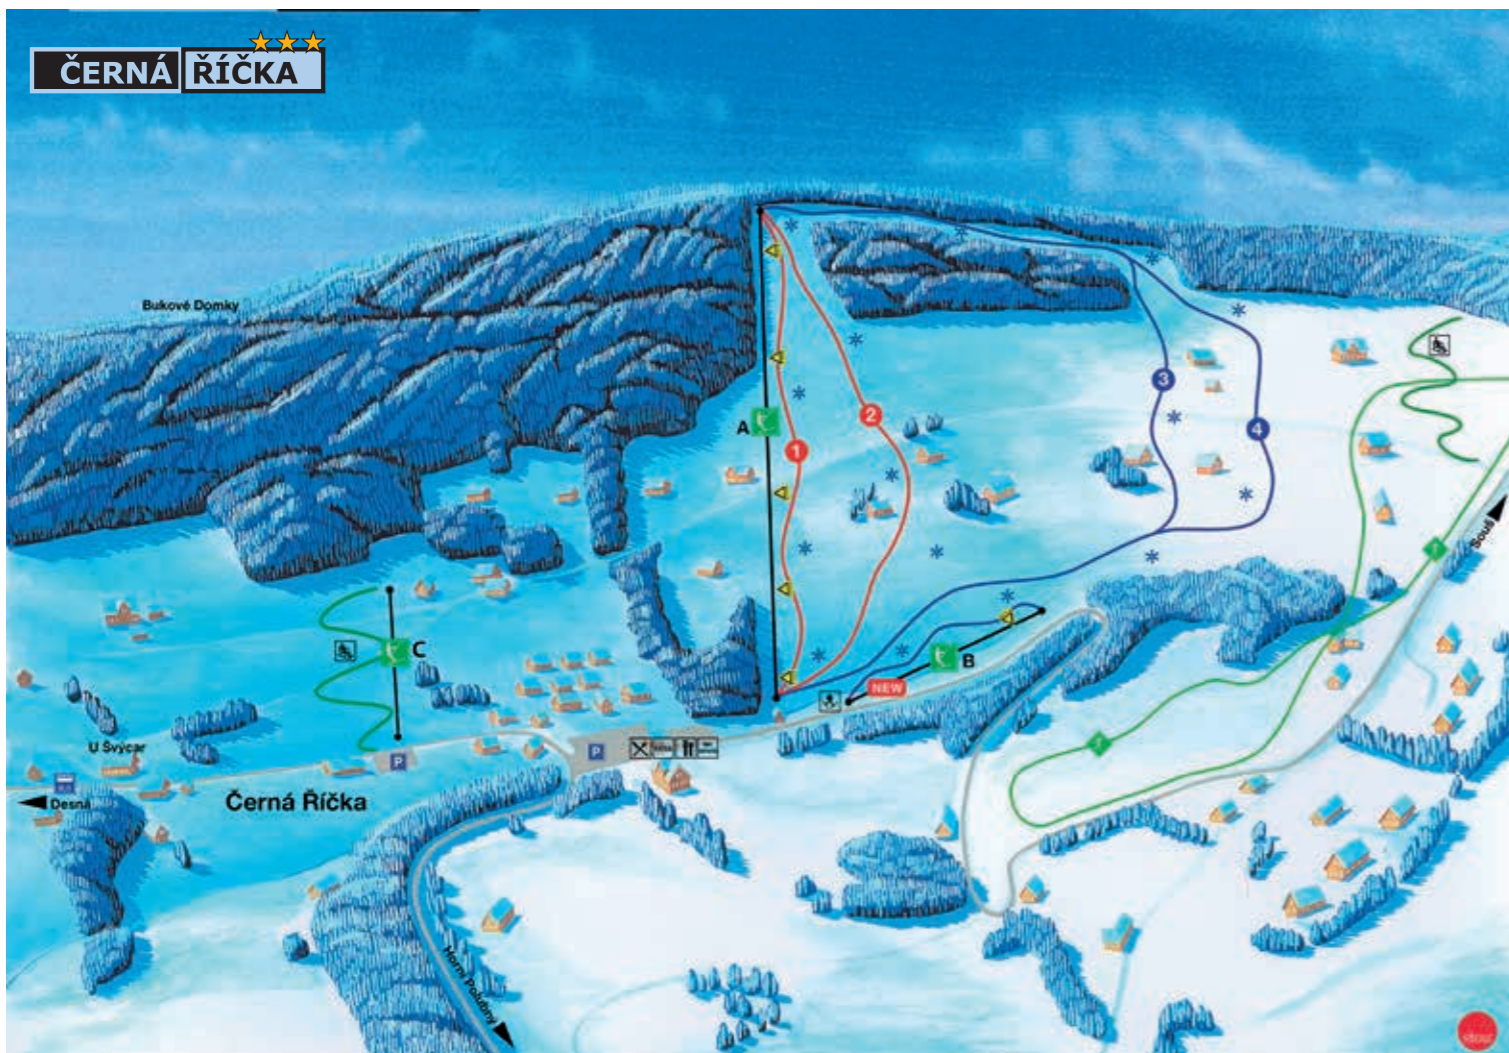 ČERNÁ ŘÍČKA
Bukové Domky
A
1
2
3
4
Souš
C
B
NEW
U Švýcar
P
P
Desná
Černá Říčka
Horní Polubný